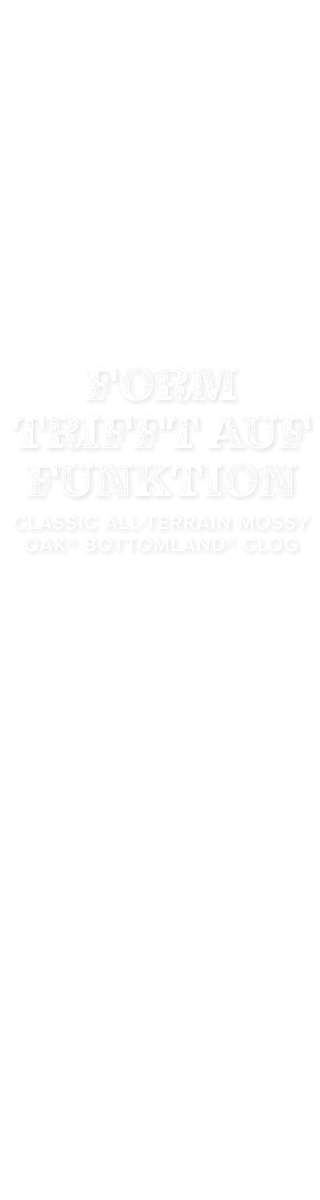 FORM
TRIFFT AUF
FUNKTION
CLASSIC ALL-TERRAIN MOSSY
OAK® BOTTOMLAND® CLOG